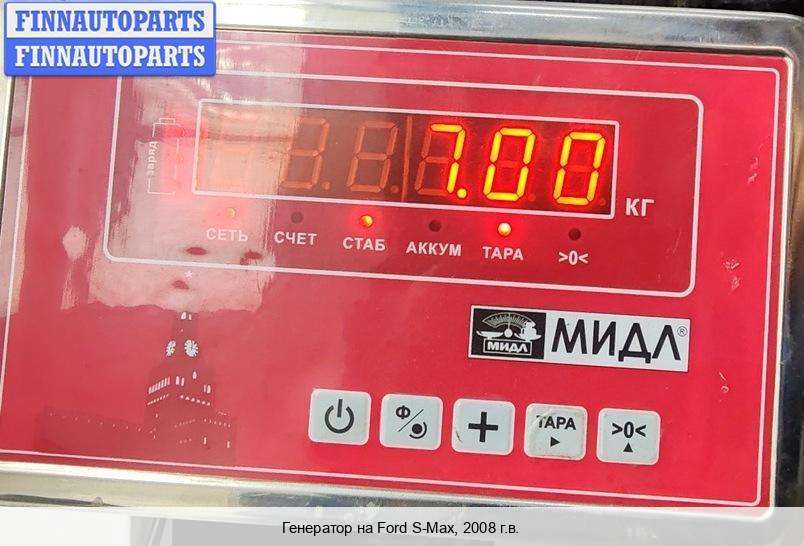 FINNAUTOPARTS
FINNAUTOPARTS
заряд
7.00
КГ
СЕТЬ СЧЕТ СТАБ АККУМ ТАРА >0<
МИДЛ
МИДЛ®
Ф
ТАРА
>0<
Генератор на Ford S-Max, 2008 г.в.